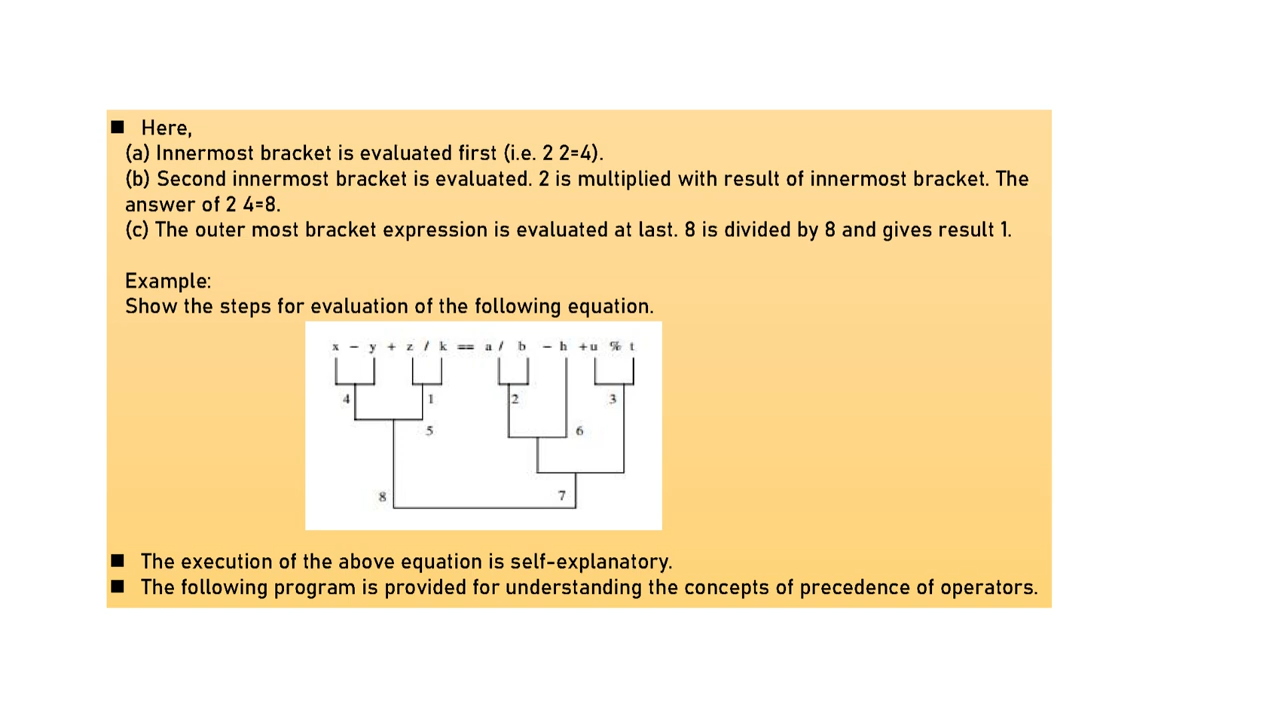 ■ Here,
(a) Innermost bracket is evaluated first (i.e. 2 2=4).
(b) Second innermost bracket is evaluated. 2 is multiplied with result of innermost bracket. The
answer of 2 4=8.
(c) The outer most bracket expression is evaluated at last. 8 is divided by 8 and gives result 1.
Example:
Show the steps for evaluation of the following equation.
x - y + z / k == a / b - h +u % t
4 1 2 3
5 6
8 7
■ The execution of the above equation is self-explanatory.
■ The following program is provided for understanding the concepts of precedence of operators.